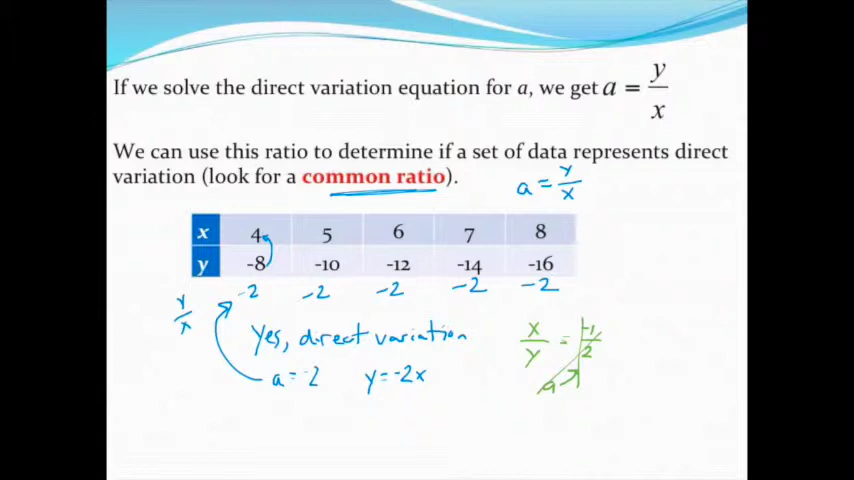 If we solve the direct variation equation for a, we get a = y/x
We can use this ratio to determine if a set of data represents direct
variation (look for a common ratio).
a = y/x
x 4 5 6 7 8
y -8 -10 -12 -14 -16
y/x -2 -2 -2 -2 -2
Yes, direct variation
a = -2 y = -2x
x/y = -1/2
a